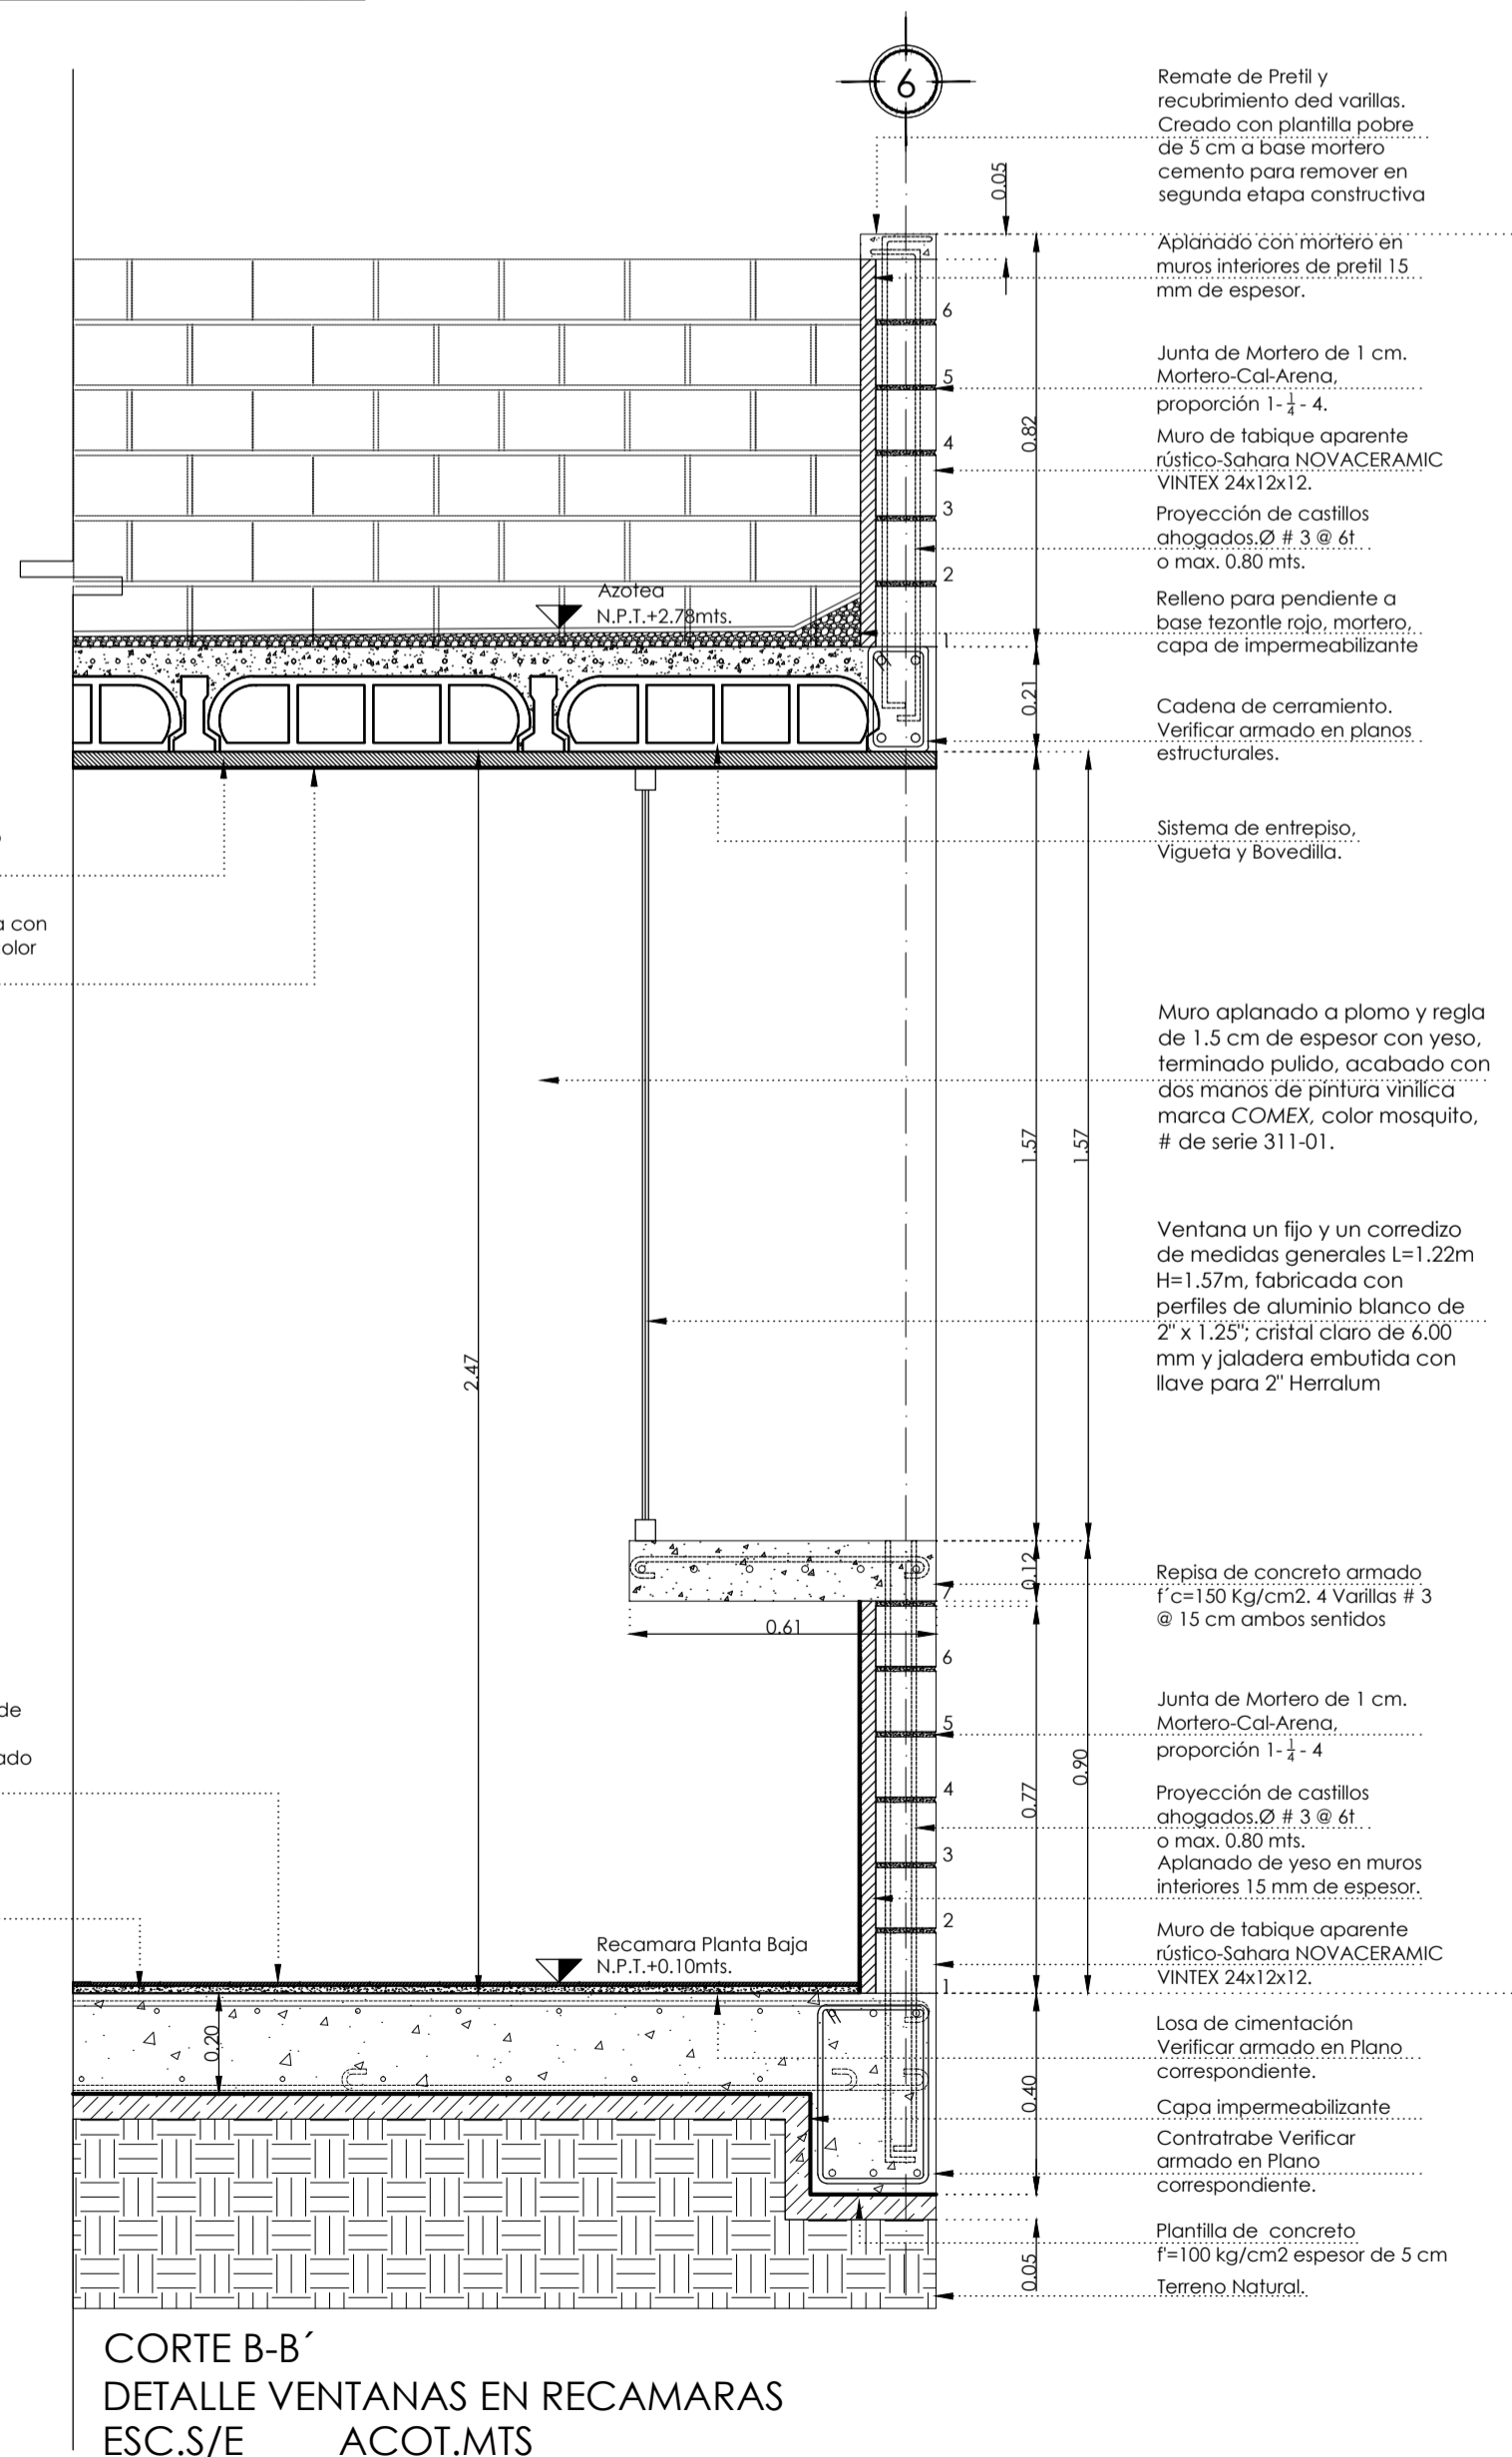 6
Remate de Pretil y
recubrimiento ded varillas.
Creado con plantilla pobre
de 5 cm a base mortero
cemento para remover en
segunda etapa constructiva
0.05
Aplanado con mortero en
muros interiores de pretil 15
mm de espesor.
6
Junta de Mortero de 1 cm.
Mortero-Cal-Arena,
proporción 1- 1/4 - 4.
5
0.82
Muro de tabique aparente
rústico-Sahara NOVACERAMIC
VINTEX 24x12x12.
4
Proyección de castillos
ahogados.Ø # 3 @ 6t
o max. 0.80 mts.
3
2
Azotea
N.P.T.+2.78mts.
Relleno para pendiente a
base tezontle rojo, mortero,
capa de impermeabilizante
1
0.21
Cadena de cerramiento.
Verificar armado en planos
estructurales.
Sistema de entrepiso,
Vigueta y Bovedilla.
a con
olor
Muro aplanado a plomo y regla
de 1.5 cm de espesor con yeso,
terminado pulido, acabado con
dos manos de pintura vinílica
marca COMEX, color mosquito,
# de serie 311-01.
1.57
1.57
Ventana un fijo y un corredizo
de medidas generales L=1.22m
H=1.57m, fabricada con
perfiles de aluminio blanco de
2" x 1.25"; cristal claro de 6.00
mm y jaladera embutida con
llave para 2" Herralum
2.47
0.12
Repisa de concreto armado
f´c=150 Kg/cm2. 4 Varillas # 3
@ 15 cm ambos sentidos
7
0.61
6
de
ado
Junta de Mortero de 1 cm.
Mortero-Cal-Arena,
proporción 1- 1/4 - 4
5
0.90
0.77
4
Proyección de castillos
ahogados.Ø # 3 @ 6t
o max. 0.80 mts.
3
Aplanado de yeso en muros
interiores 15 mm de espesor.
2
Muro de tabique aparente
rústico-Sahara NOVACERAMIC
VINTEX 24x12x12.
Recamara Planta Baja
N.P.T.+0.10mts.
1
0.20
Losa de cimentación
Verificar armado en Plano
correspondiente.
0.40
Capa impermeabilizante
Contratrabe Verificar
armado en Plano
correspondiente.
Plantilla de concreto
f'=100 kg/cm2 espesor de 5 cm
0.05
Terreno Natural.
CORTE B-B´
DETALLE VENTANAS EN RECAMARAS
ESC.S/E ACOT.MTS